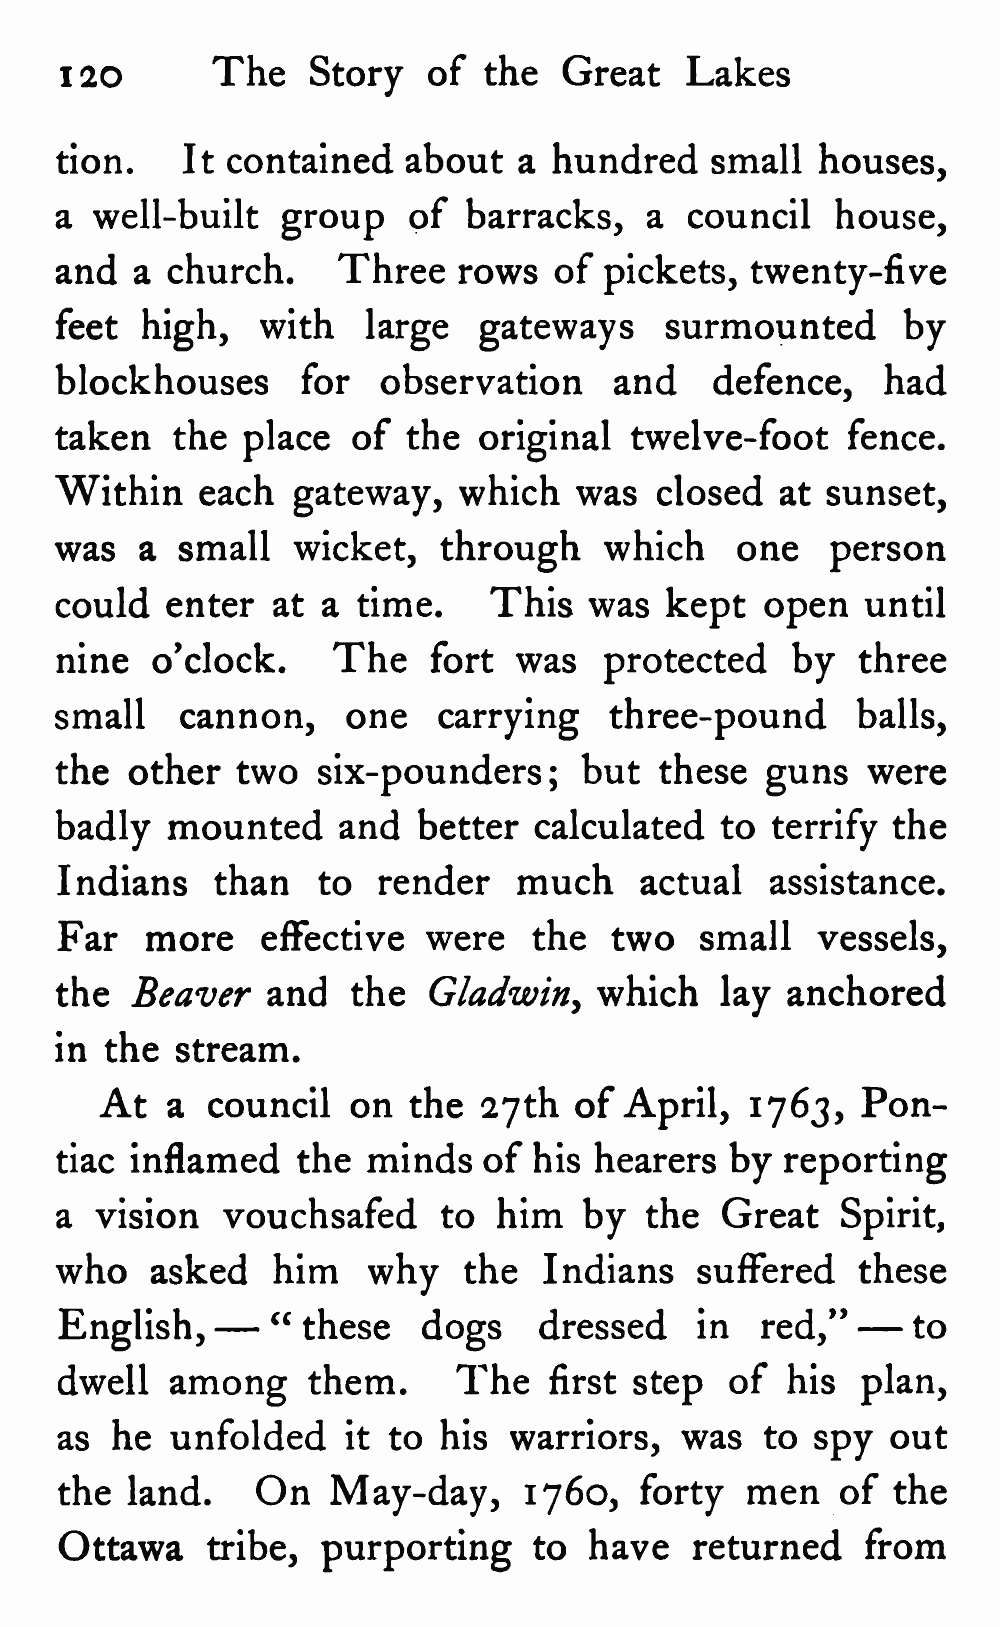 120 The Story of the Great Lakes
tion. It contained about a hundred small houses,
a well-built group of barracks, a council house,
and a church. Three rows of pickets, twenty-five
feet high, with large gateways surmounted by
blockhouses for observation and defence, had
taken the place of the original twelve-foot fence.
Within each gateway, which was closed at sunset,
was a small wicket, through which one person
could enter at a time. This was kept open until
nine o'clock. The fort was protected by three
small cannon, one carrying three-pound balls,
the other two six-pounders; but these guns were
badly mounted and better calculated to terrify the
Indians than to render much actual assistance.
Far more effective were the two small vessels,
the Beaver and the Gladwin, which lay anchored
in the stream.
At a council on the 27th of April, 1763, Pon-
tiac inflamed the minds of his hearers by reporting
a vision vouchsafed to him by the Great Spirit,
who asked him why the Indians suffered these
English, — “ these dogs dressed in red,” — to
dwell among them. The first step of his plan,
as he unfolded it to his warriors, was to spy out
the land. On May-day, 1760, forty men of the
Ottawa tribe, purporting to have returned from